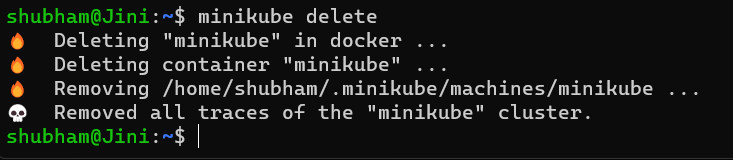 shubham@Jini:~$ minikube delete
🔥 Deleting "minikube" in docker ...
🔥 Deleting container "minikube" ...
🔥 Removing /home/shubham/.minikube/machines/minikube ...
💀 Removed all traces of the "minikube" cluster.
shubham@Jini:~$